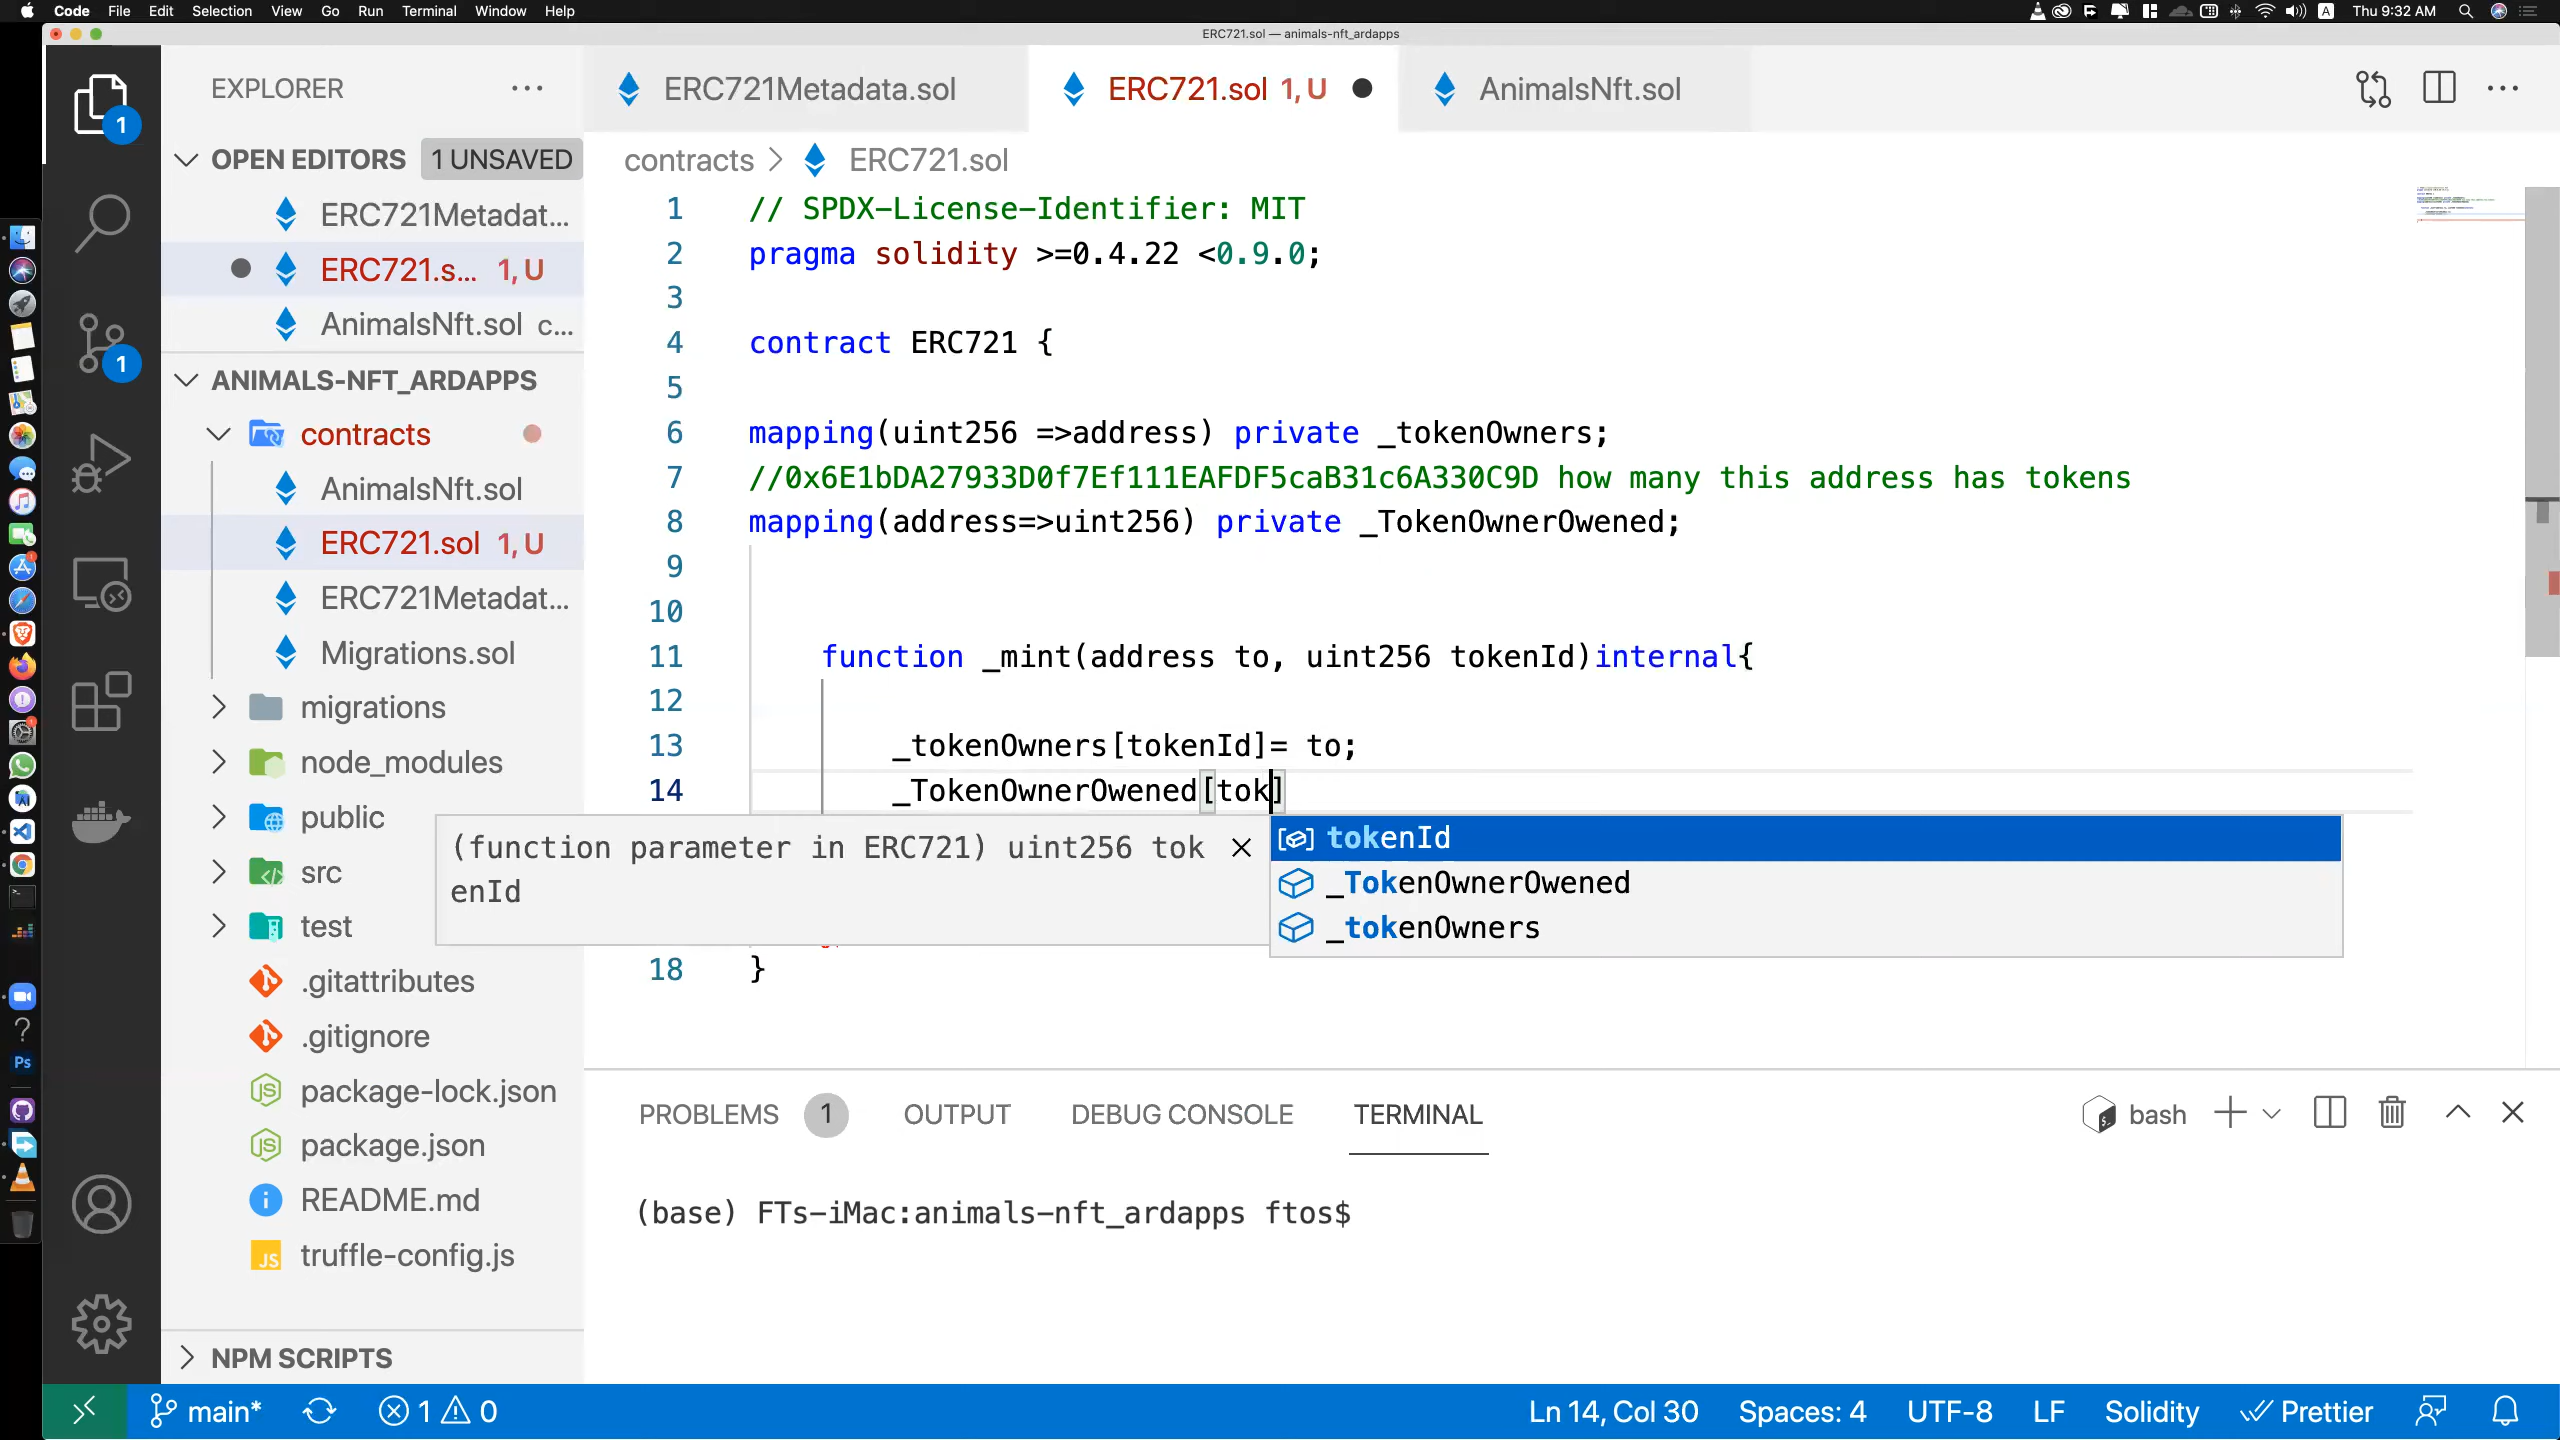 Code File Edit Selection View Go Run Terminal Window Help Thu 9:32 AM
ERC721.sol — animals-nft_ardapps
EXPLORER
ERC721Metadata.sol ERC721.sol 1, U AnimalsNft.sol
OPEN EDITORS 1 UNSAVED
ERC721Metadat...
ERC721.s... 1, U
AnimalsNft.sol c...
ANIMALS-NFT_ARDAPPS
contracts
AnimalsNft.sol
ERC721.sol 1, U
ERC721Metadat...
Migrations.sol
migrations
node_modules
public
src
test
.gitattributes
.gitignore
package-lock.json
package.json
README.md
truffle-config.js
NPM SCRIPTS
contracts > ERC721.sol
1 // SPDX-License-Identifier: MIT
2 pragma solidity >=0.4.22 <0.9.0;
3
4 contract ERC721 {
5
6 mapping(uint256 =>address) private _tokenOwners;
7 //0x6E1bDA27933D0f7Ef111EAFDF5caB31c6A330C9D how many this address has tokens
8 mapping(address=>uint256) private _TokenOwnerOwened;
9
10
11 function _mint(address to, uint256 tokenId)internal{
12
13 _tokenOwners[tokenId]= to;
14 _TokenOwnerOwened[tok]
(function parameter in ERC721) uint256 tok
enId
tokenId
_TokenOwnerOwened
_tokenOwners
18 }
PROBLEMS 1 OUTPUT DEBUG CONSOLE TERMINAL bash
(base) FTs-iMac:animals-nft_ardapps ftos$
main* 1 0 Ln 14, Col 30 Spaces: 4 UTF-8 LF Solidity Prettier